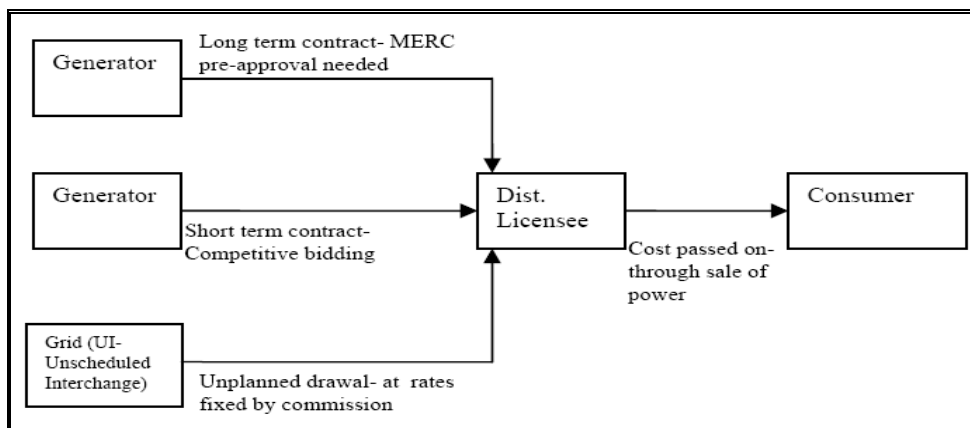 Generator
Long term contract- MERC
pre-approval needed
Generator
Short term contract-
Competitive bidding
Dist.
Licensee
Consumer
Cost passed on-
through sale of
power
Grid (UI-
Unscheduled
Interchange)
Unplanned drawal- at rates
fixed by commission